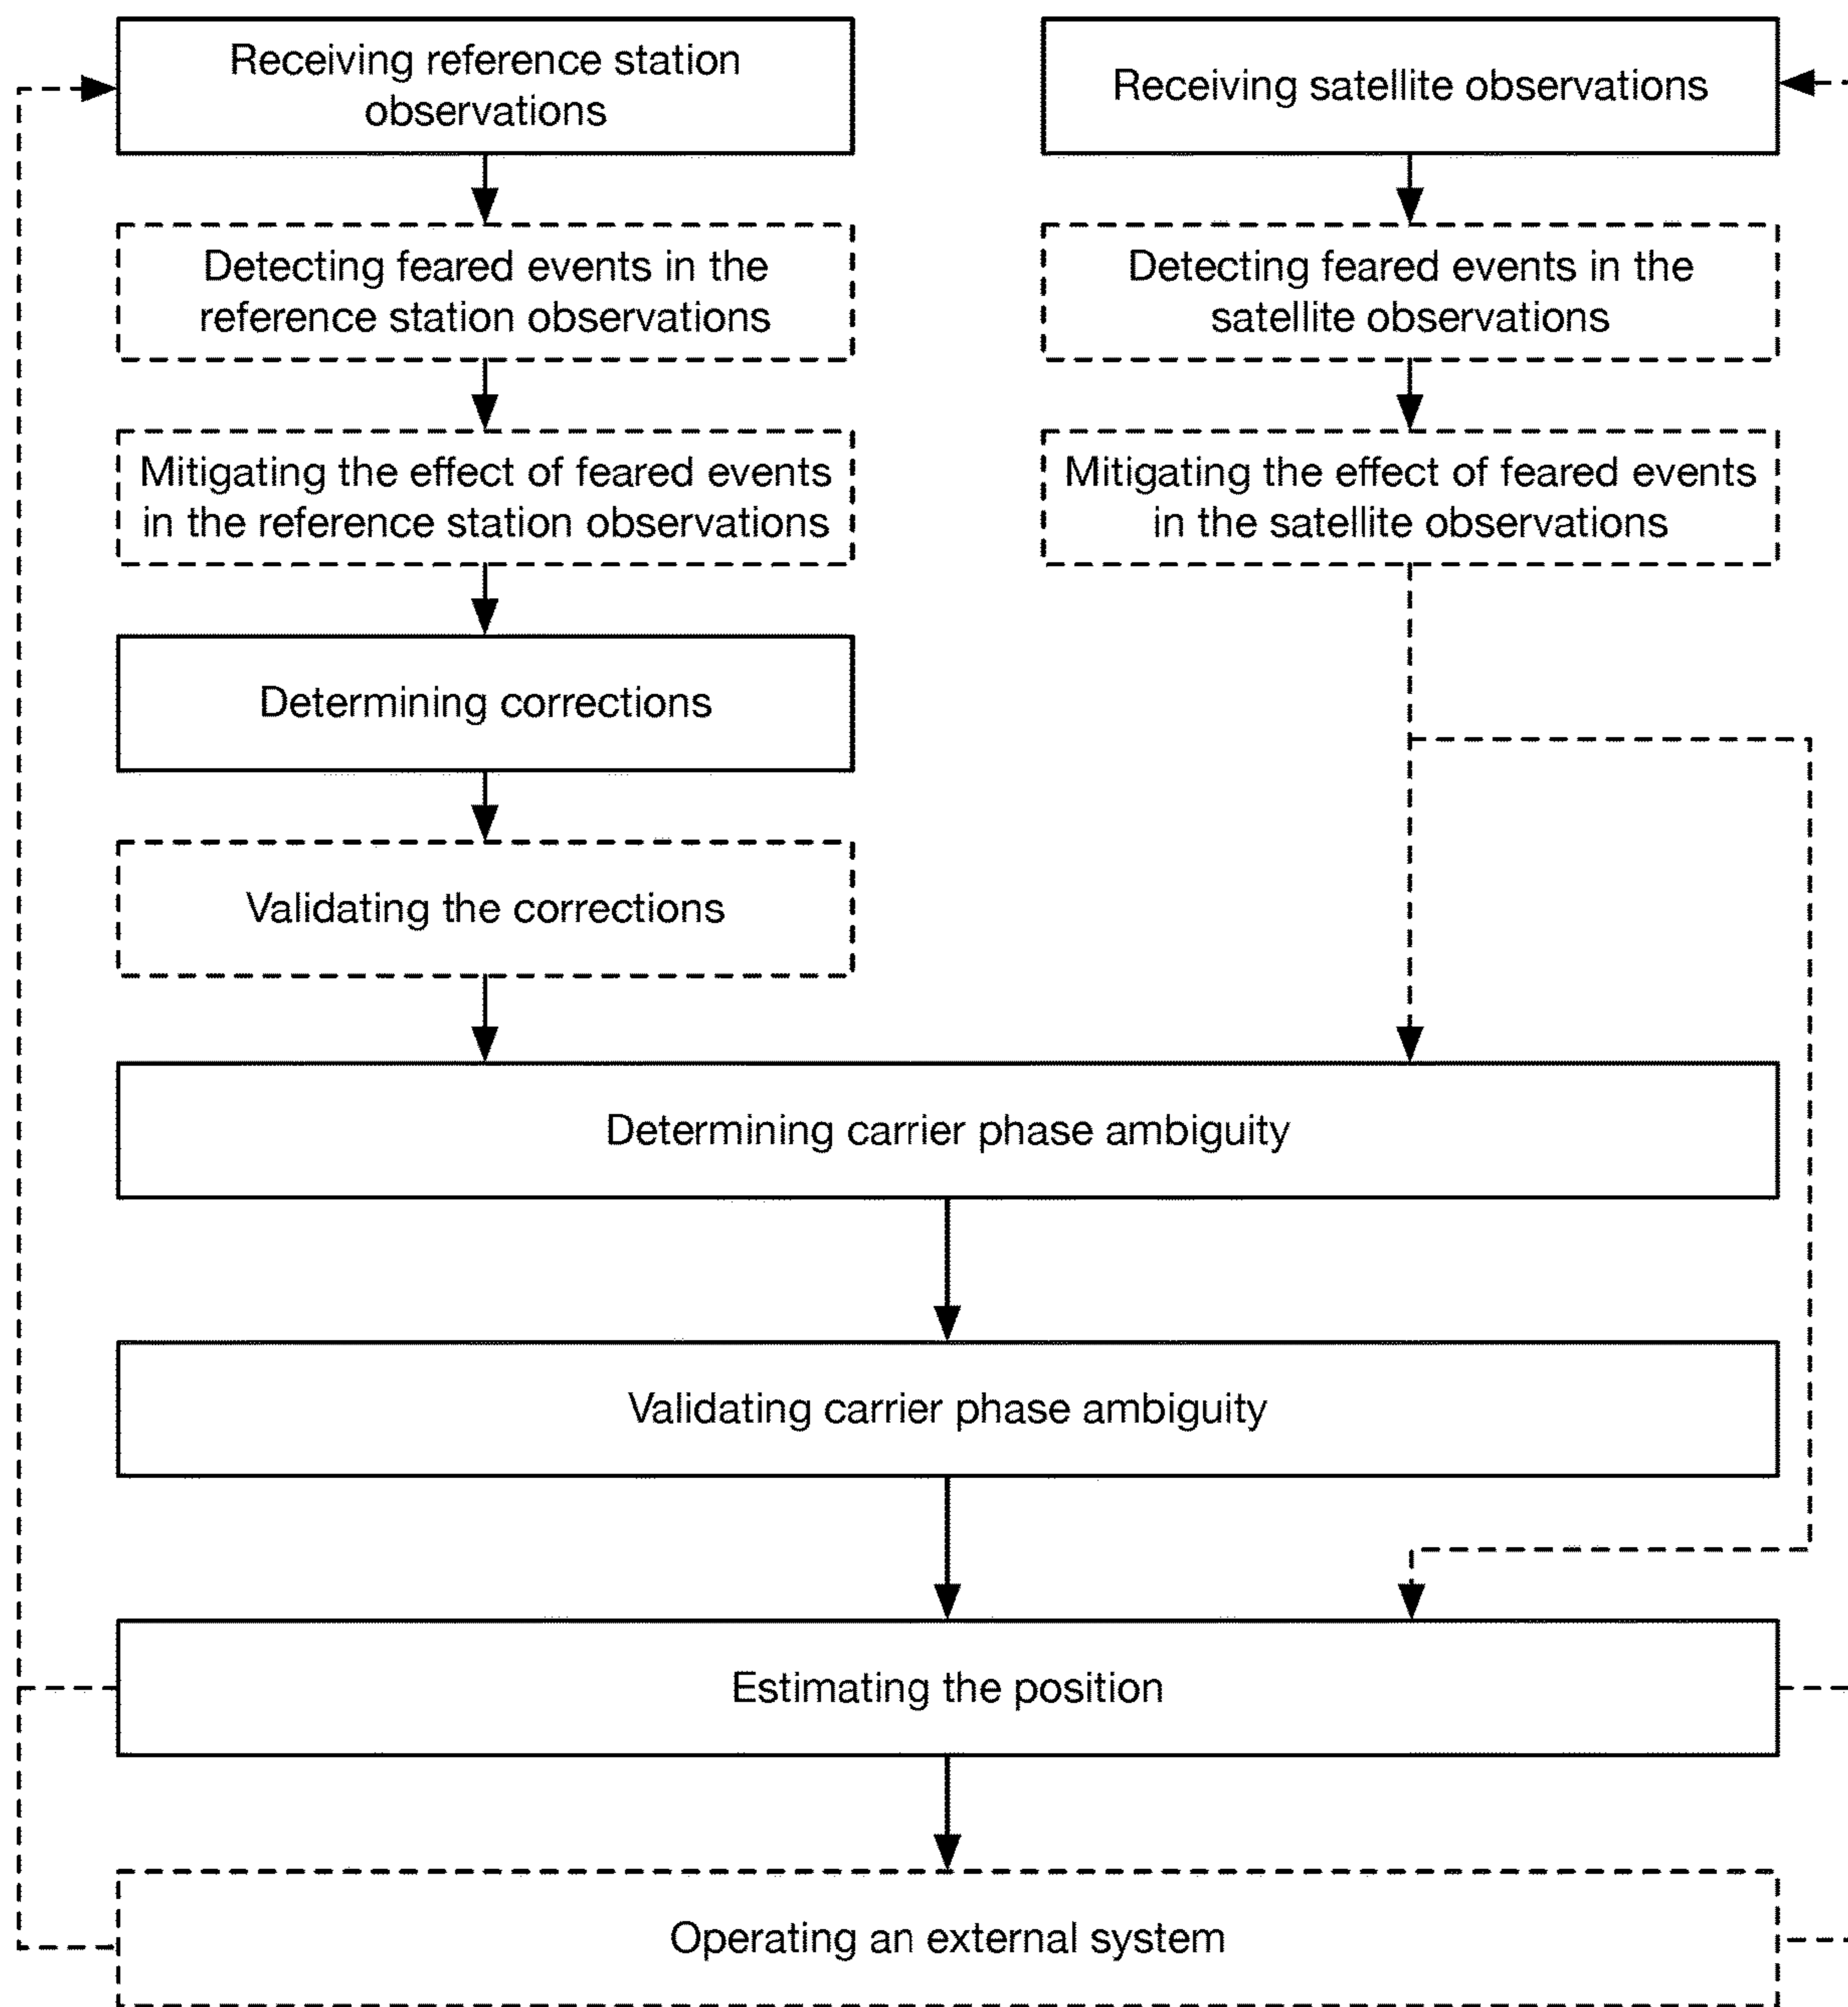 Receiving reference station
observations
Receiving satellite observations
Detecting feared events in the
reference station observations
Detecting feared events in the
satellite observations
Mitigating the effect of feared events
in the reference station observations
Mitigating the effect of feared events
in the satellite observations
Determining corrections
Validating the corrections
Determining carrier phase ambiguity
Validating carrier phase ambiguity
Estimating the position
Operating an external system